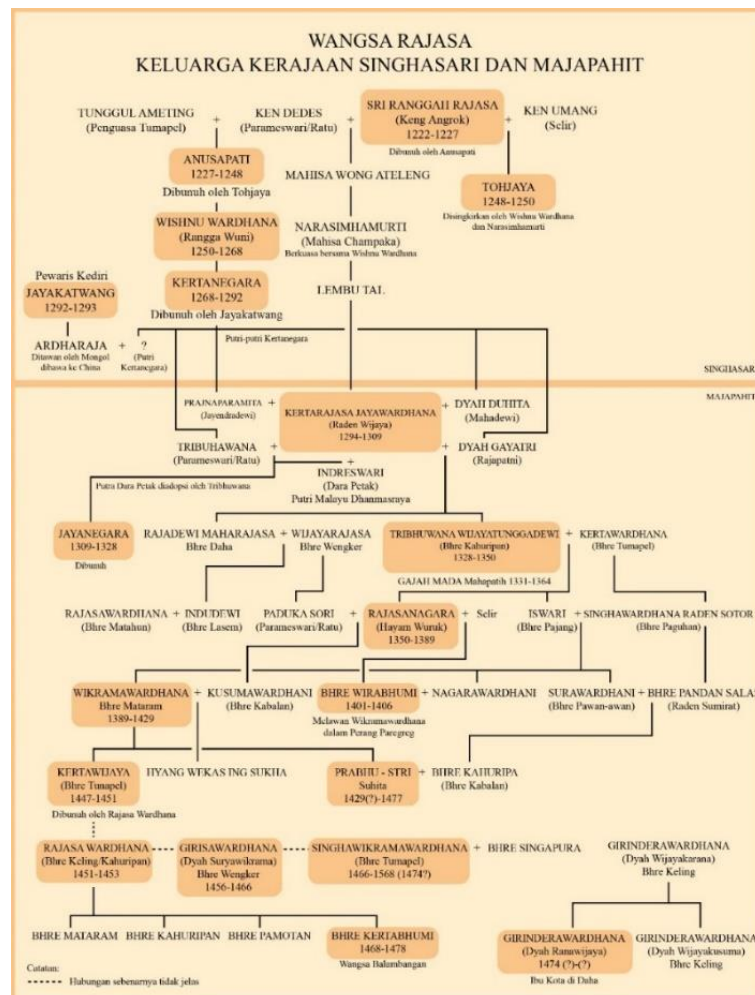 WANGSA RAJASA
KELUARGA KERAJAAN SINGHASARI DAN MAJAPAHIT
TUNGGUL AMETING + KEN DEDES + SRI RANGGAH RAJASA + KEN UMANG
(Penguasa Tumapel) (Parameswari/Ratu) (Keng Angrok) (Selir)
1222-1227
Dibunuh oleh Anusapati
ANUSAPATI
1227-1248
Dibunuh oleh Tohjaya
MAHISA WONG ATELENG
TOHJAYA
1248-1250
Disingkirkan oleh Wishnu Wardhana
dan Narasimhamurti
WISHNU WARDHANA
(Rangga Wuni)
1250-1268
NARASIMHAMURTI
(Mahisa Champaka)
Berkuasa bersama Wishnu Wardhana
Pewaris Kediri
JAYAKATWANG
1292-1293
KERTANEGARA
1268-1292
Dibunuh oleh Jayakatwang
LEMBU TAL
ARDHARAJA + ?
Ditawan oleh Mongol
dibawa ke China
(Putri
Kertanegara)
Putri-putri Kertanegara
SINGHASARI
MAJAPAHIT
PRAJNAPARAMITA + KERTARAJASA JAYAWARDHANA + DYAH DUHITA
(Jayendradewi) (Raden Wijaya) (Mahadewi)
1294-1309
TRIBUHAWANA + + DYAH GAYATRI
(Parameswari/Ratu) (Rajapatni)
+
INDRESWARI
(Dara Petak)
Putri Malayu Dhanmasraya
Putra Dara Petak diadopsi oleh Tribhuwana
JAYANEGARA
1309-1328
Dibunuh
RAJADEWI MAHARAJASA + WIJAYARAJASA
Bhre Daha Bhre Wengker
TRIBHUWANA WIJAYATUNGGADEWI + KERTAWARDHANA
(Bhre Kaburipan) (Bhre Tumapel)
1328-1350
GAJAH MADA Mahapatih 1331-1364
RAJASAWARDHANA + INDUDEWI
(Bhre Matahun) (Bhre Lasem)
PADUKA SORI + RAJASANAGARA + Selir
(Parameswari/Ratu) (Hayam Wuruk)
1350-1389
ISWARI + SINGHAWARDHANA RADEN SOTOR
(Bhre Pajang) (Bhre Paguhan)
WIKRAMAWARDHANA + KUSUMAWARDHANI
Bhre Mataram (Bhre Kabalan)
1389-1429
BHRE WIRABHUMI + NAGARAWARDHANI
1401-1406
Melawan Wikramawardhana
dalam Perang Paregreg
SURAWARDHANI + BHRE PANDAN SALAS
(Bhre Pawan-awan) (Raden Sumirat)
KERTAWIJAYA
(Bhre Tunapel)
1447-1451
Dibunuh oleh Rajasa Wardhana
HYANG WEKAS ING SUKHA
PRABHU - STRI + BHRE KAHURIPA
Suhita (Bhre Kabalan)
1429(?)-1477
RAJASA WARDHANA
(Bhre Keling/Kahuripan)
1451-1453
GIRISAWARDHANA
(Dyah Suryawikrama)
Bhre Wengker
1456-1466
SINGHAWIKRAMAWARDHANA + BHRE SINGAPURA
(Bhre Tumapel)
1466-1568 (1474?)
GIRINDERAWARDHANA
(Dyah Wijayakarana)
Bhre Keling
BHRE MATARAM BHRE KAHURIPAN BHRE PAMOTAN BHRE KERTABHUMI
1468-1478
Wangsa Balambangan
GIRINDERAWARDHANA
(Dyah Ranawijaya)
1474 (?)-(?)
Ibu Kota di Daha
GIRINDERAWARDHANA
(Dyah Wijayakusuma)
Bhre Keling
Catatan:
------ Hubungan sebenarnya tidak jelas